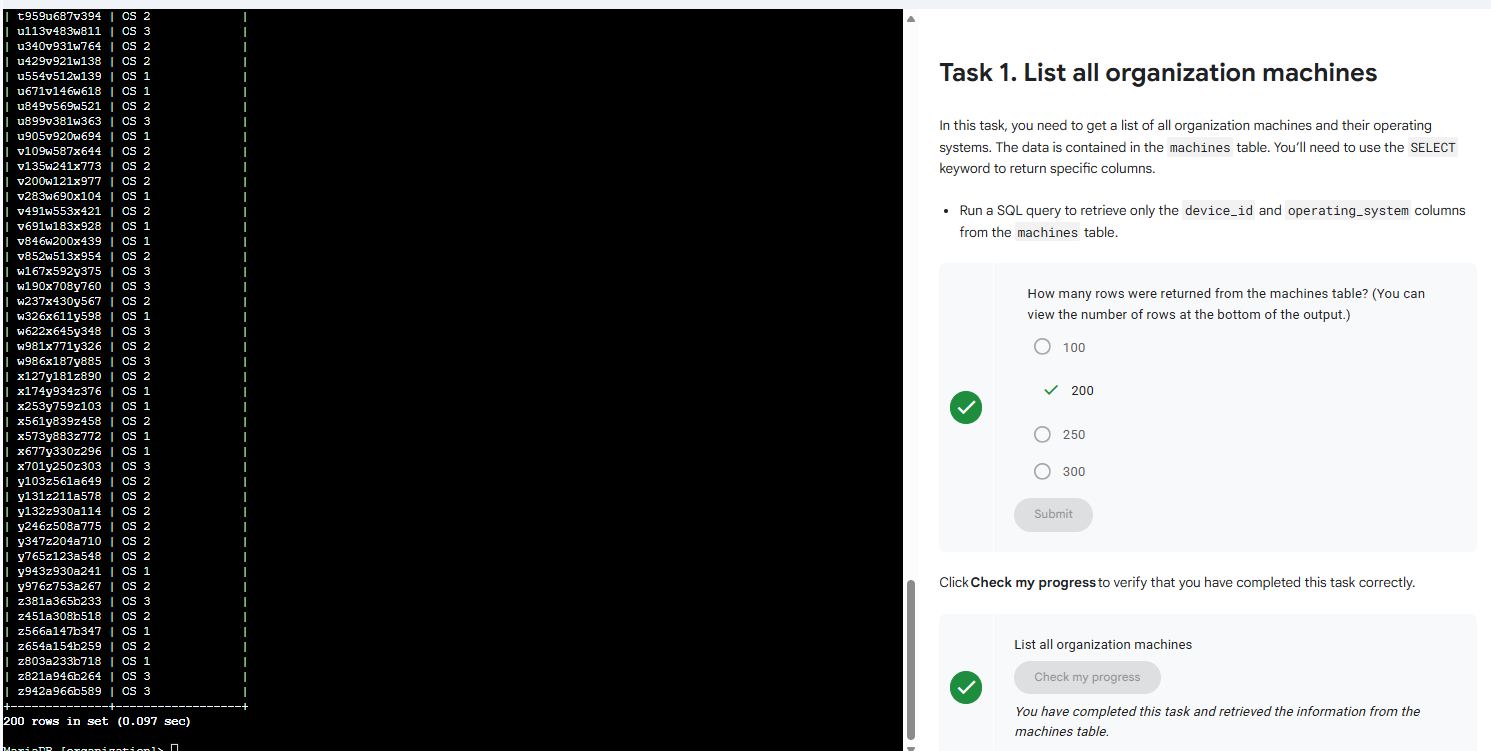 | t959u687v394 | OS 2 |
| u113v483w811 | OS 3 |
| u340v931w764 | OS 2 |
| u429v921w138 | OS 2 |
| u554v512w139 | OS 1 |
| u671v146w618 | OS 1 |
| u849v569w521 | OS 2 |
| u899v381w363 | OS 3 |
| u905v920w694 | OS 1 |
| v109w587x644 | OS 2 |
| v135w241x773 | OS 2 |
| v200w121x977 | OS 2 |
| v283w690x104 | OS 1 |
| v491w553x421 | OS 2 |
| v691w183x928 | OS 1 |
| v846w200x439 | OS 1 |
| v852w513x954 | OS 2 |
| w167x592y375 | OS 3 |
| w190x708y760 | OS 3 |
| w237x430y567 | OS 2 |
| w326x611y598 | OS 1 |
| w622x645y348 | OS 3 |
| w981x771y326 | OS 2 |
| w986x187y885 | OS 3 |
| x127y181z890 | OS 2 |
| x174y934z376 | OS 1 |
| x253y759z103 | OS 1 |
| x561y839z458 | OS 2 |
| x573y883z772 | OS 1 |
| x677y330z296 | OS 1 |
| x701y250z303 | OS 3 |
| y103z561a649 | OS 2 |
| y131z211a578 | OS 2 |
| y132z930a114 | OS 2 |
| y246z508a775 | OS 2 |
| y347z204a710 | OS 2 |
| y765z123a548 | OS 2 |
| y943z930a241 | OS 1 |
| y976z753a267 | OS 2 |
| z381a365b233 | OS 3 |
| z451a308b518 | OS 2 |
| z566a147b347 | OS 1 |
| z654a154b259 | OS 2 |
| z803a233b718 | OS 1 |
| z821a946b264 | OS 3 |
| z942a966b589 | OS 3 |
+--------------+------------------+
200 rows in set (0.097 sec)
MariaDB [organization]>
Task 1. List all organization machines
In this task, you need to get a list of all organization machines and their operating
systems. The data is contained in the machines table. You'll need to use the SELECT
keyword to return specific columns.
• Run a SQL query to retrieve only the device_id and operating_system columns
from the machines table.
How many rows were returned from the machines table? (You can
view the number of rows at the bottom of the output.)
100
200
250
300
Submit
Click Check my progress to verify that you have completed this task correctly.
List all organization machines
Check my progress
You have completed this task and retrieved the information from the
machines table.